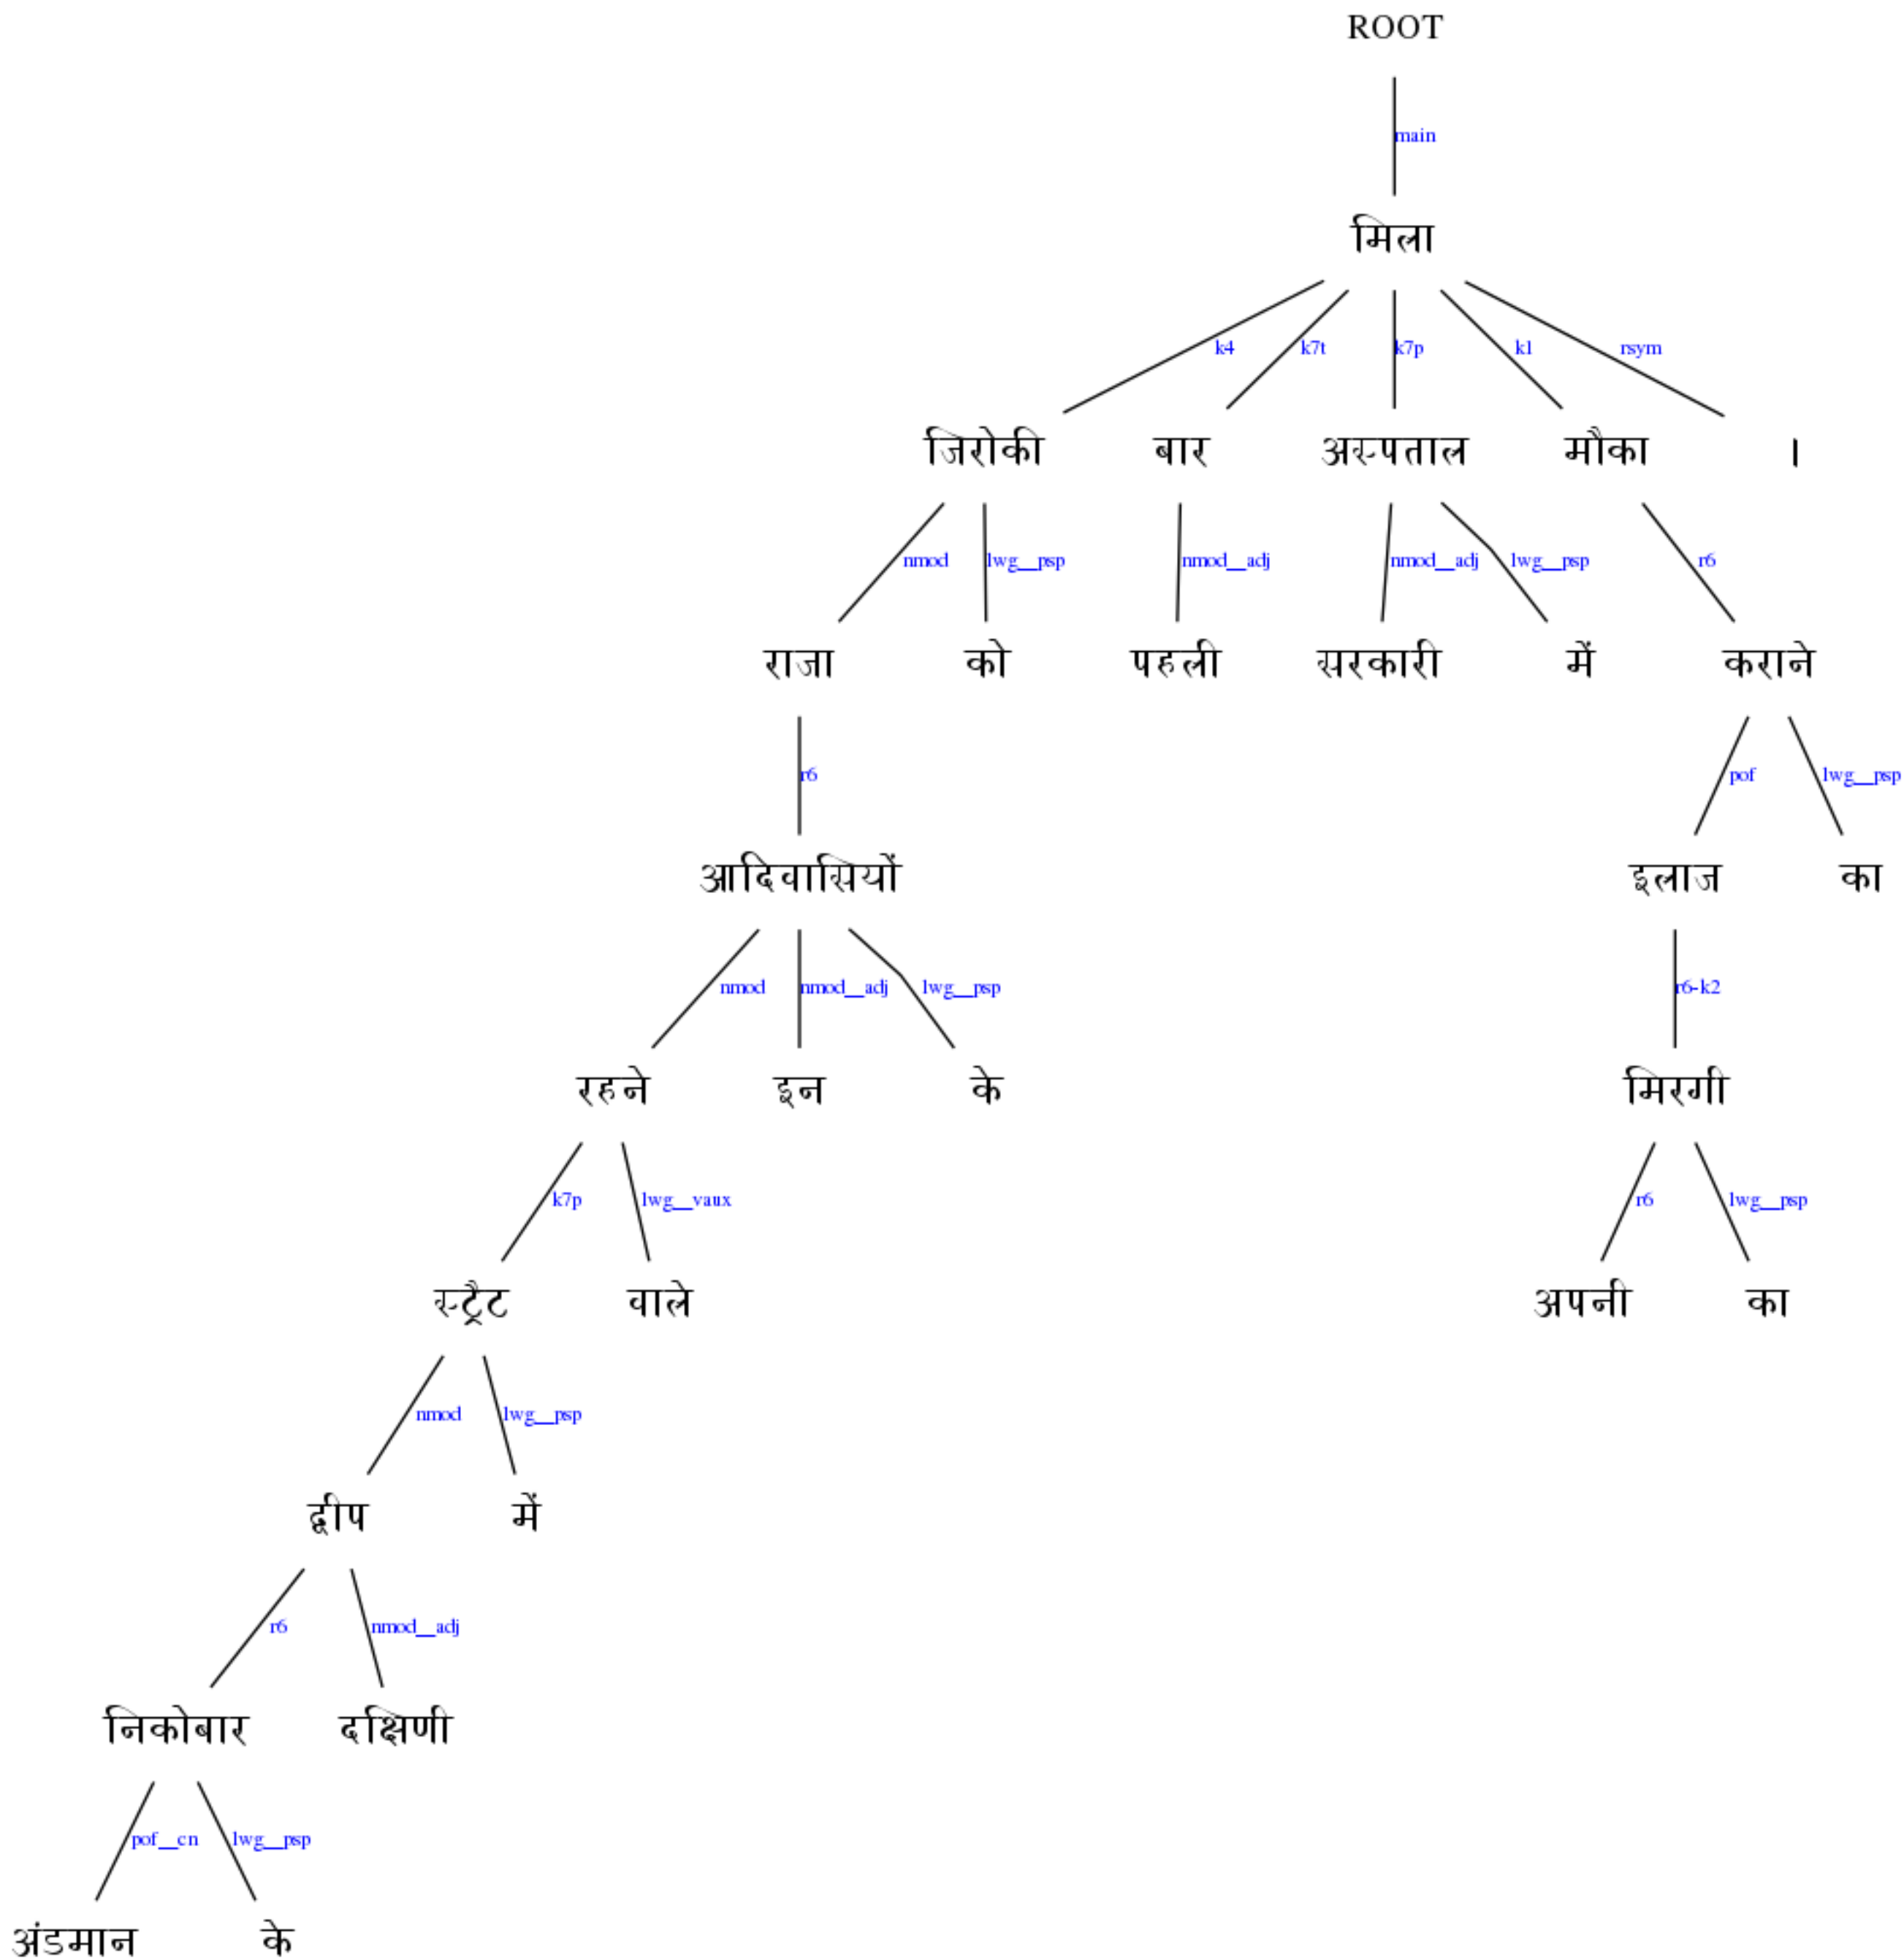 ROOT
main
मिला
k4 k7t k7p k1 rsym
जिरोकी बार अस्पताल मौका ।
nmod lwg__psp nmod__adj nmod__adj lwg__psp r6
राजा को पहली सरकारी में कराने
r6 pof lwg__psp
आदिवासियों इलाज का
nmod nmod__adj lwg__psp r6-k2
रहने इन के मिरगी
k7p lwg__vaux r6 lwg__psp
स्ट्रैट वाले अपनी का
nmod lwg__psp
द्वीप में
r6 nmod__adj
निकोबार दक्षिणी
pof__cn lwg__psp
अंडमान के